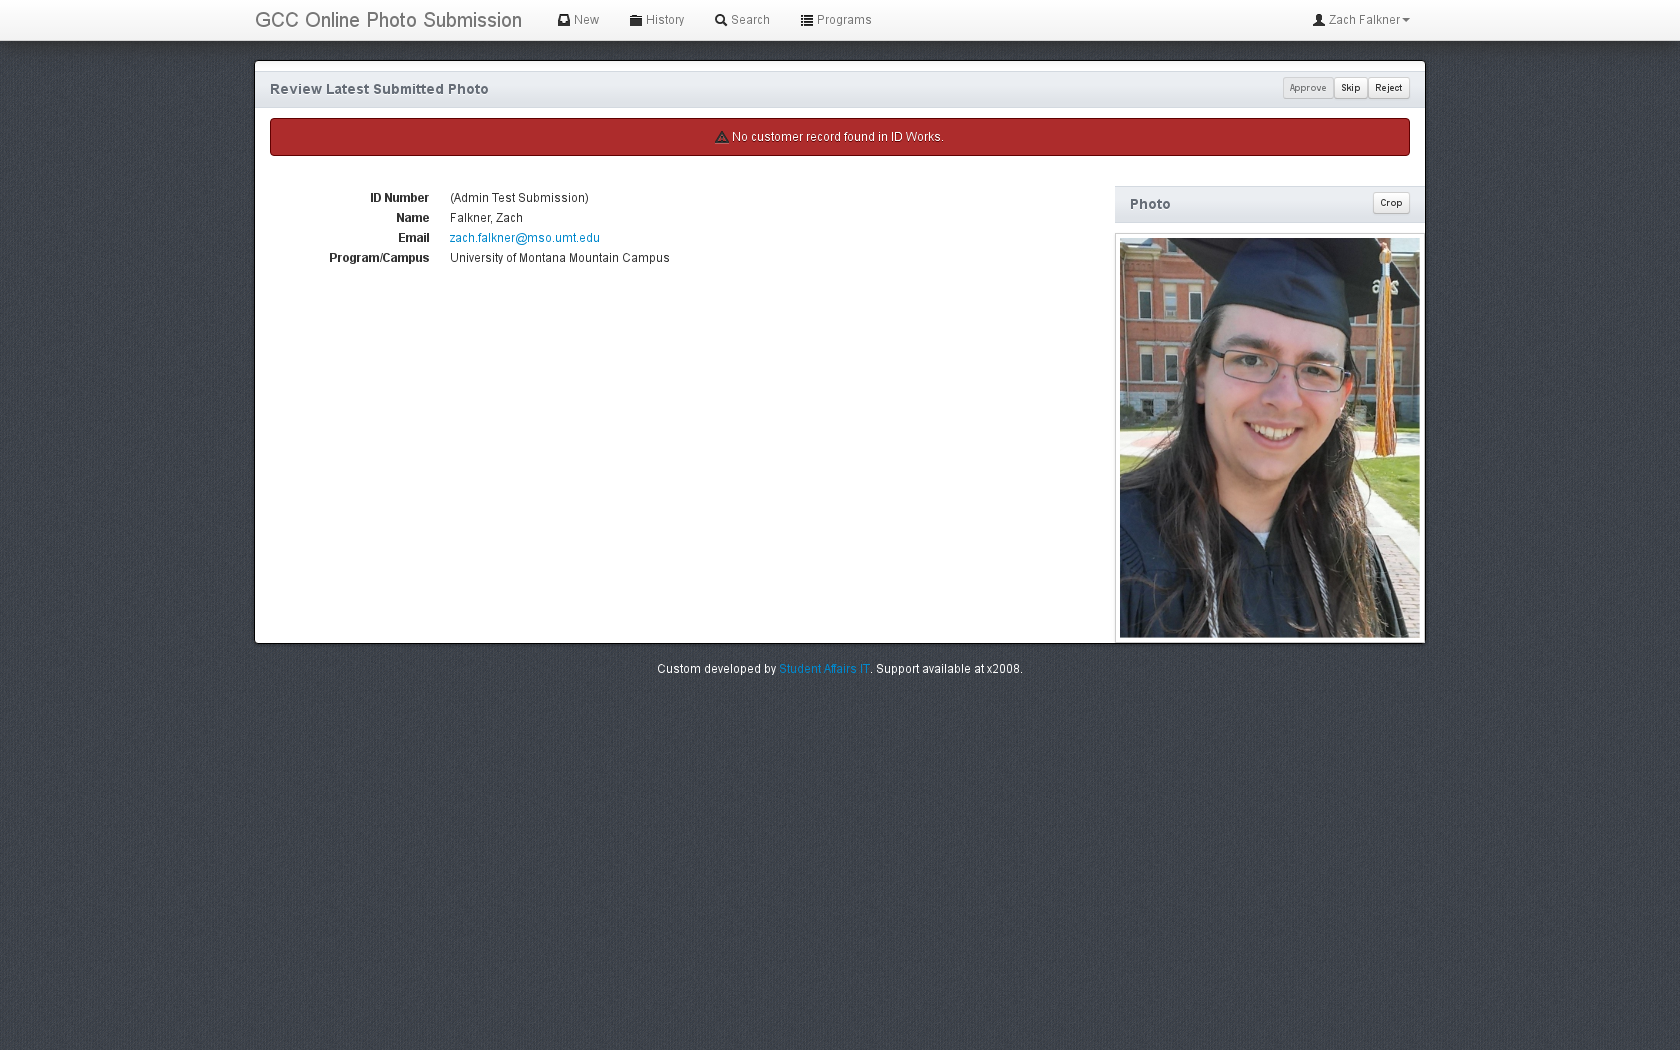 GCC Online Photo Submission New History Search Programs Zach Falkner
Review Latest Submitted Photo Approve Skip Reject
No customer record found in ID Works.
ID Number (Admin Test Submission)
Name Falkner, Zach
Email zach.falkner@mso.umt.edu
Program/Campus University of Montana Mountain Campus
Photo Crop
Custom developed by Student Affairs IT. Support available at x2008.